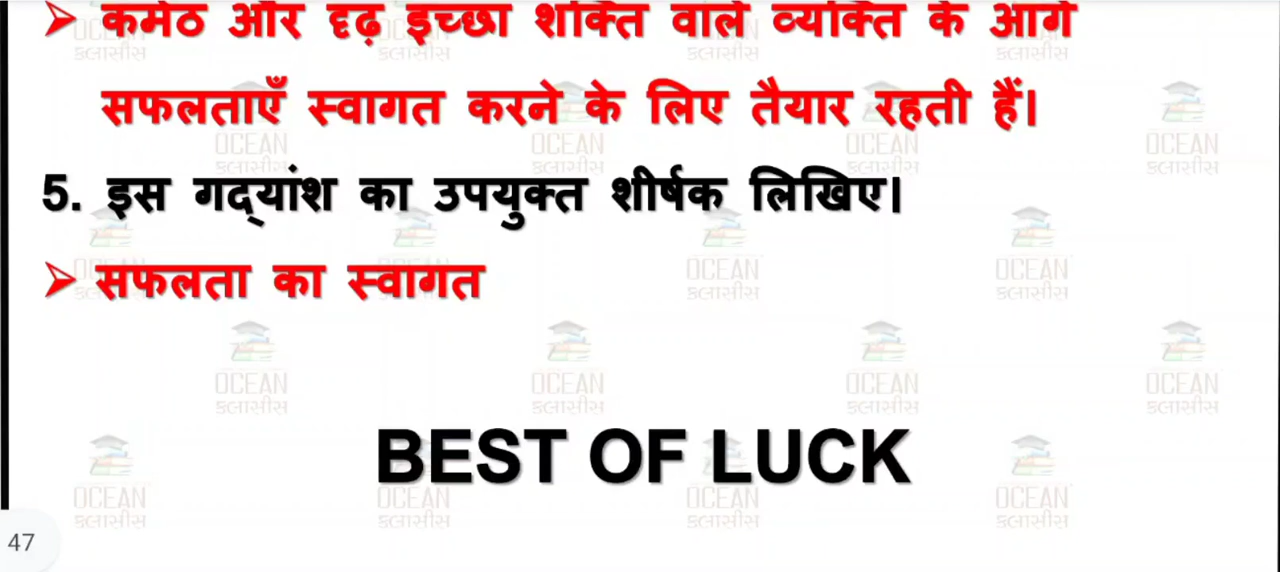 ➢ कर्मठ और दृढ़ इच्छा शक्ति वाले व्यक्ति के आगे
सफलताएँ स्वागत करने के लिए तैयार रहती हैं।
5. इस गद्‌यांश का उपयुक्त शीर्षक लिखिए।
➢ सफलता का स्वागत
BEST OF LUCK
47
OCEAN
ક્લાસીસ